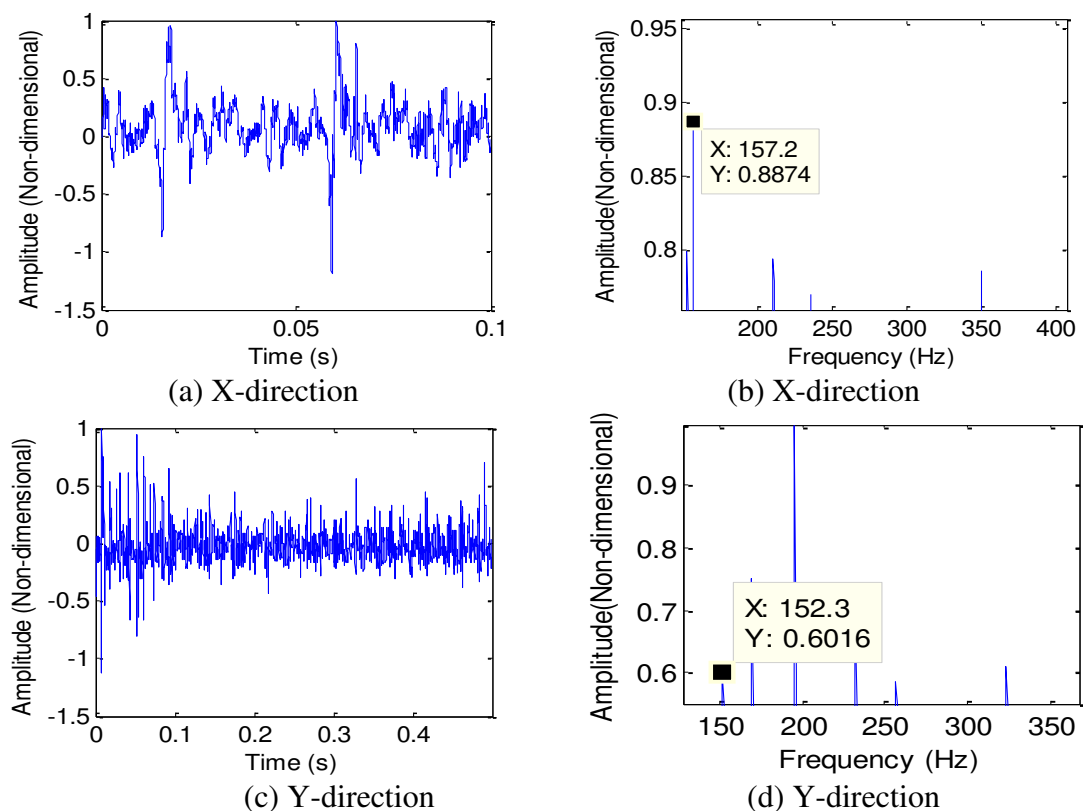 Amplitude (Non-dimensional)
1
0.5
0
-0.5
-1
-1.5
0 0.05 0.1
Time (s)
(a) X-direction
Amplitude(Non-dimensional)
0.95
0.9
0.85
0.8
X: 157.2
Y: 0.8874
200 250 300 350 400
Frequency (Hz)
(b) X-direction
Amplitude (Non-dimensional)
1
0.5
0
-0.5
-1
-1.5
0 0.1 0.2 0.3 0.4
Time (s)
(c) Y-direction
Amplitude(Non-dimensional)
0.9
0.8
0.7
0.6
X: 152.3
Y: 0.6016
150 200 250 300 350
Frequency (Hz)
(d) Y-direction